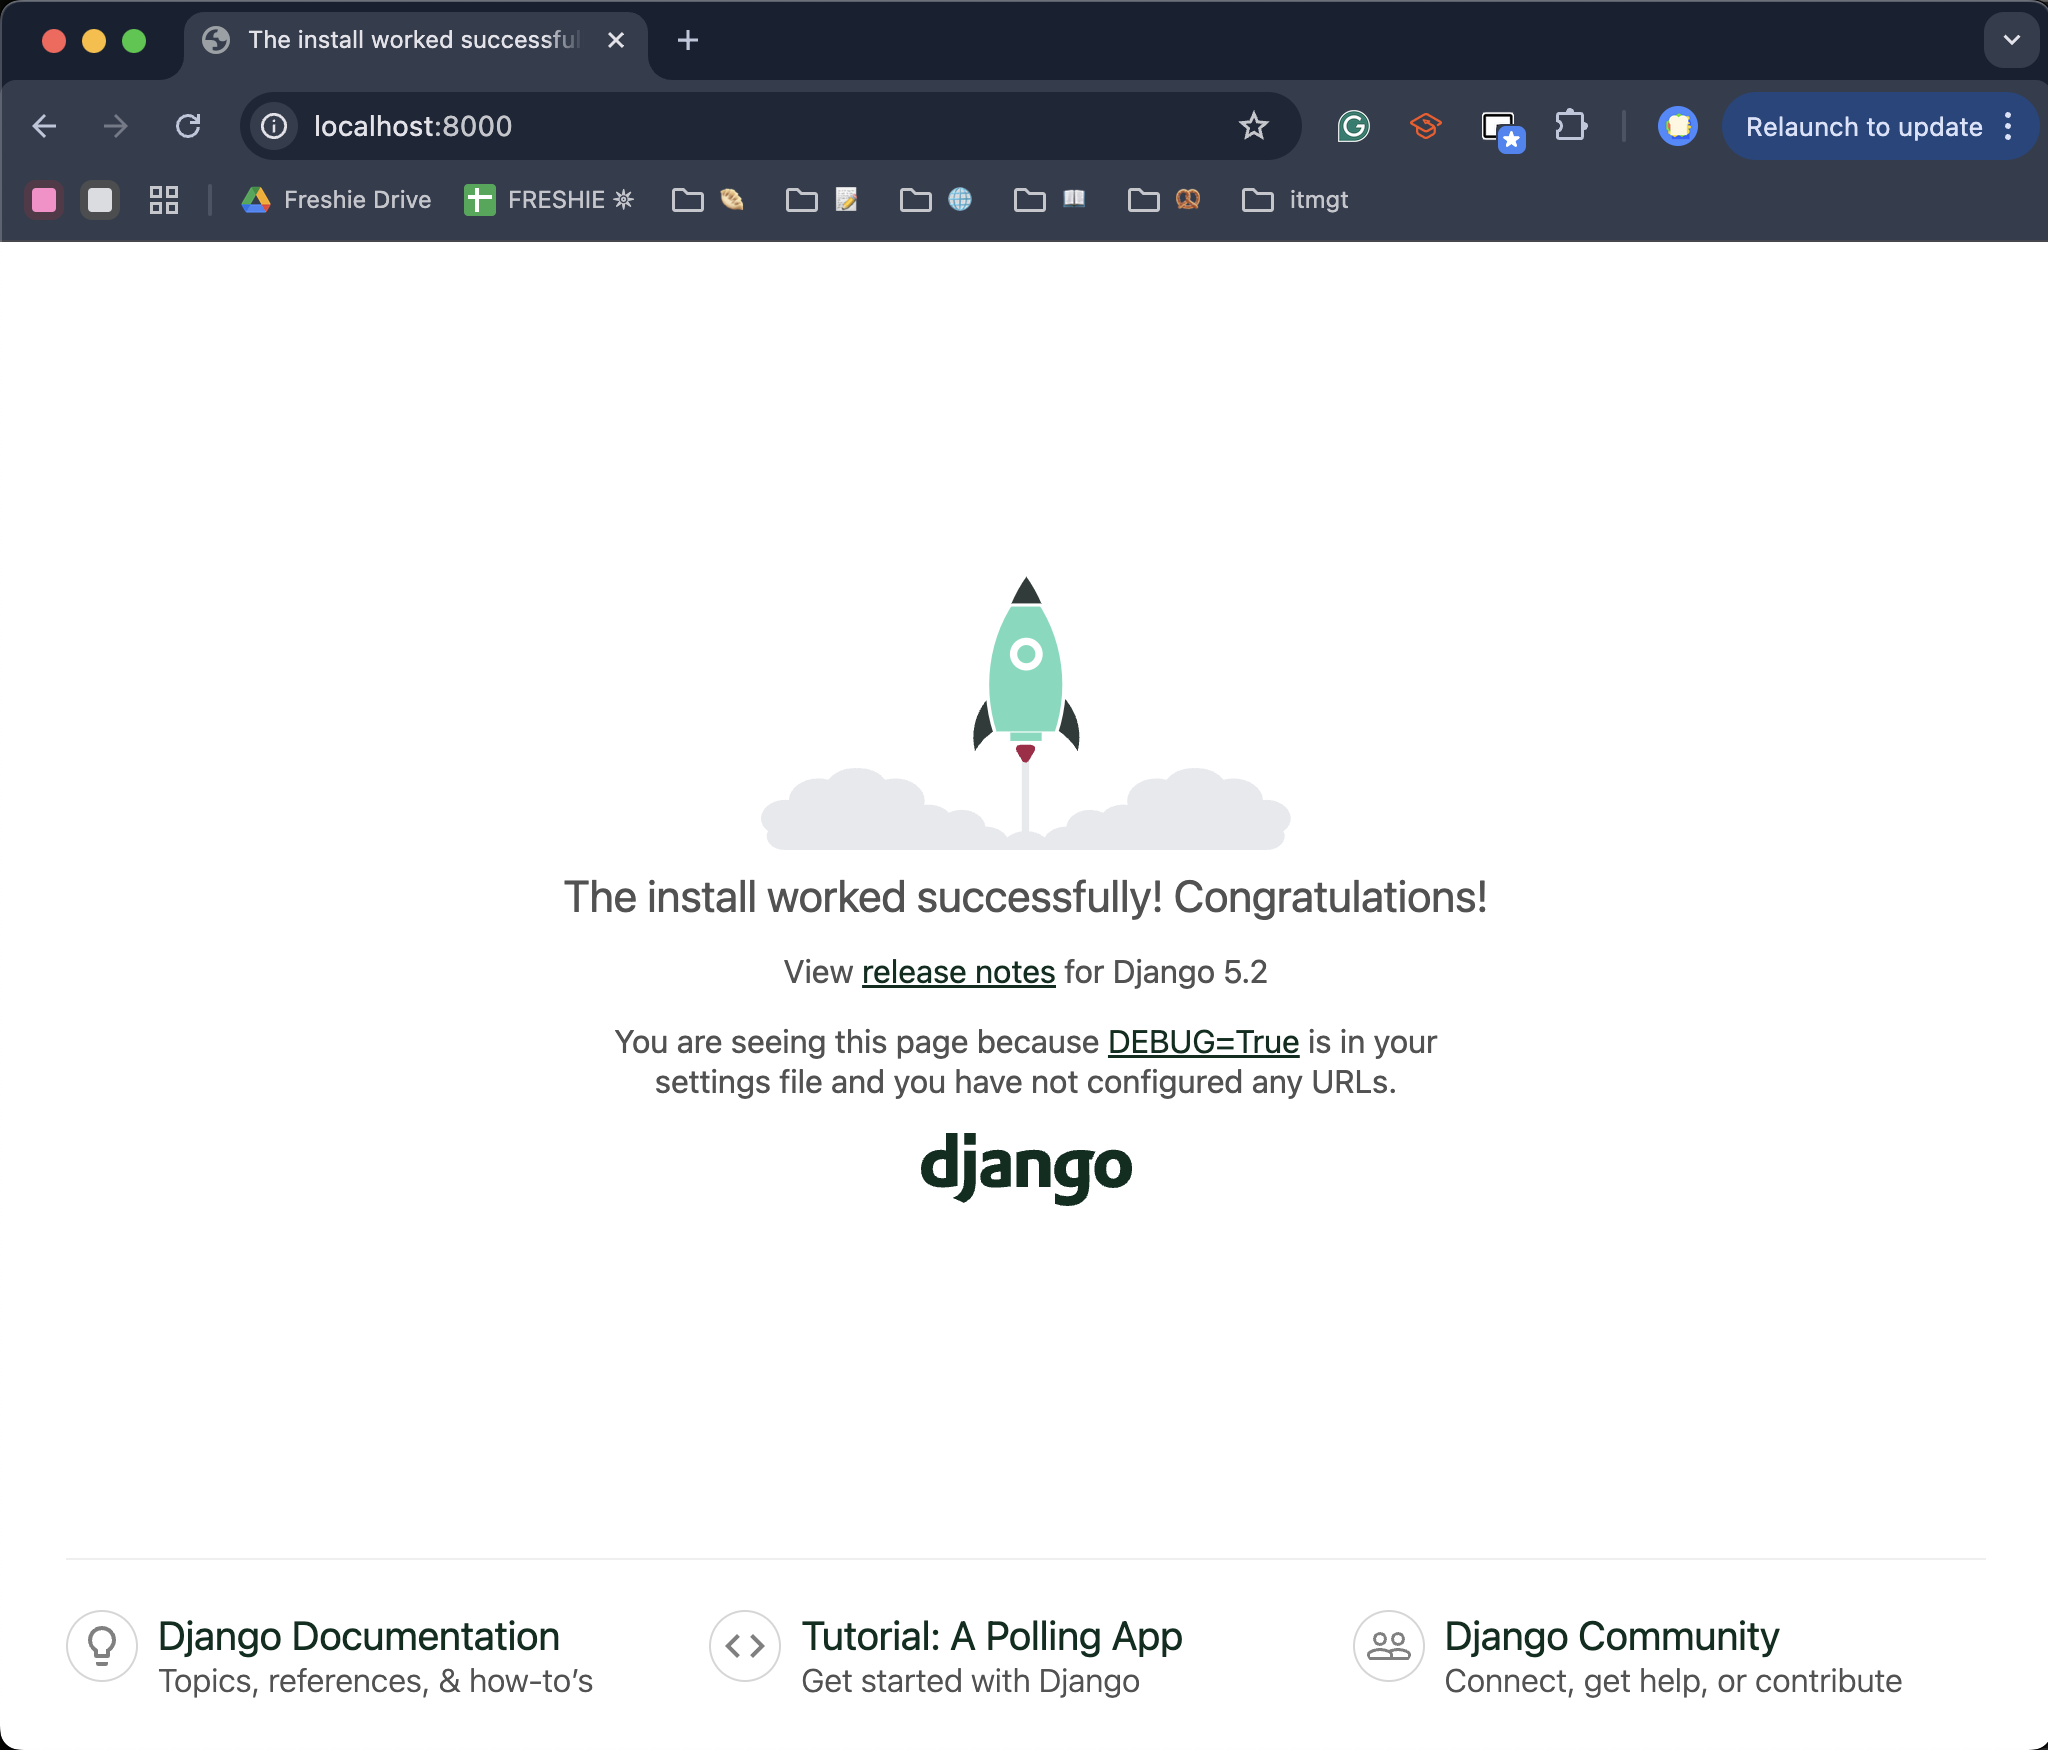 The install worked successful
localhost:8000
Relaunch to update
Freshie Drive
FRESHIE
itmgt
The install worked successfully! Congratulations!
View release notes for Django 5.2
You are seeing this page because DEBUG=True is in your
settings file and you have not configured any URLs.
django
Django Documentation
Topics, references, & how-to’s
Tutorial: A Polling App
Get started with Django
Django Community
Connect, get help, or contribute